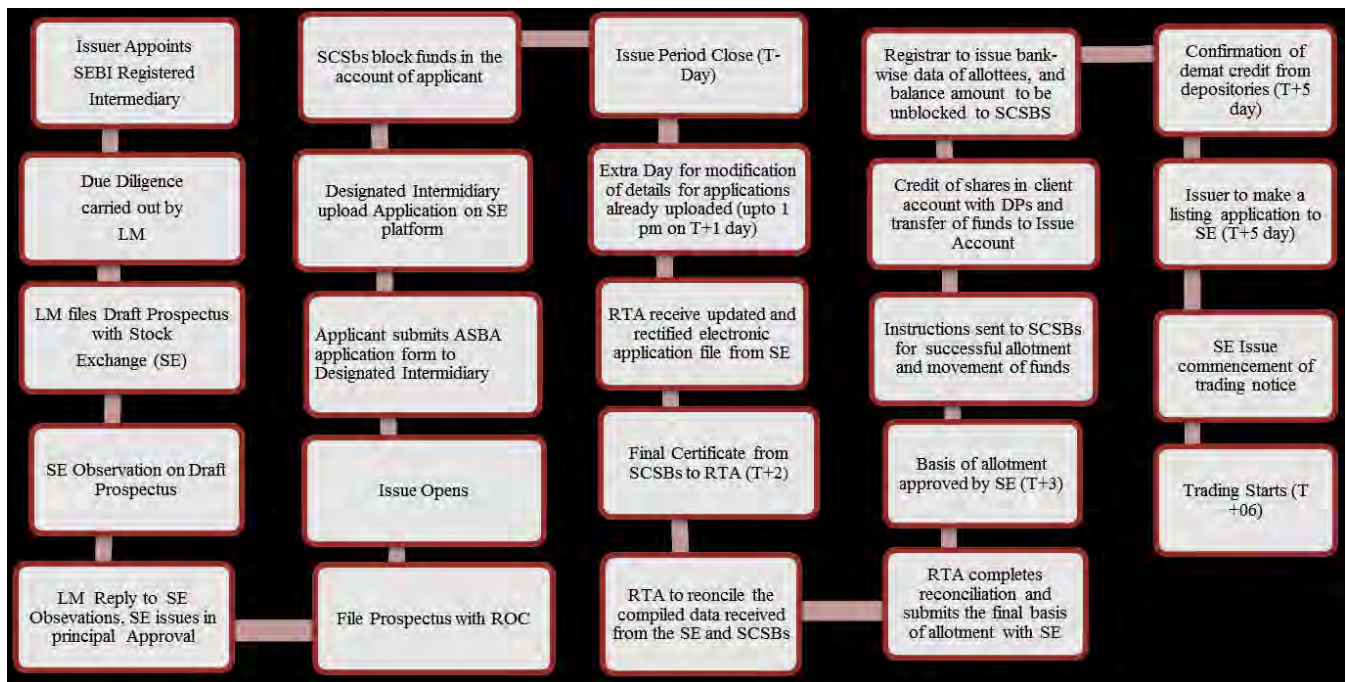 Issuer Appoints
SEBI Registered
Intermediary
Due Diligence
carried out by
LM
LM files Draft Prospectus
with Stock
Exchange (SE)
SE Observation on Draft
Prospectus
LM Reply to SE
Obsevations, SE issues in
principal Approval
File Prospectus with ROC
Issue Opens
Applicant submits ASBA
application form to
Designated Intermidiary
Designated Intermidiary
upload Application on SE
platform
SCSbs block funds in the
account of applicant
Issue Period Close (T-
Day)
Extra Day for modification
of details for applications
already uploaded (upto 1
pm on T+1 day)
RTA receive updated and
rectified electronic
application file from SE
Final Certificate from
SCSBs to RTA (T+2)
RTA to reconcile the
compiled data received
from the SE and SCSBs
RTA completes
reconciliation and
submits the final basis
of allotment with SE
Basis of allotment
approved by SE (T+3)
Instructions sent to SCSBs
for successful allotment
and movement of funds
Credit of shares in client
account with DPs and
transfer of funds to Issue
Account
Registrar to issue bank-
wise data of allottees, and
balance amount to be
unblocked to SCSBS
Confirmation of
demat credit from
depositories (T+5
day)
Issuer to make a
listing application to
SE (T+5 day)
SE Issue
commencement of
trading notice
Trading Starts (T
+06)